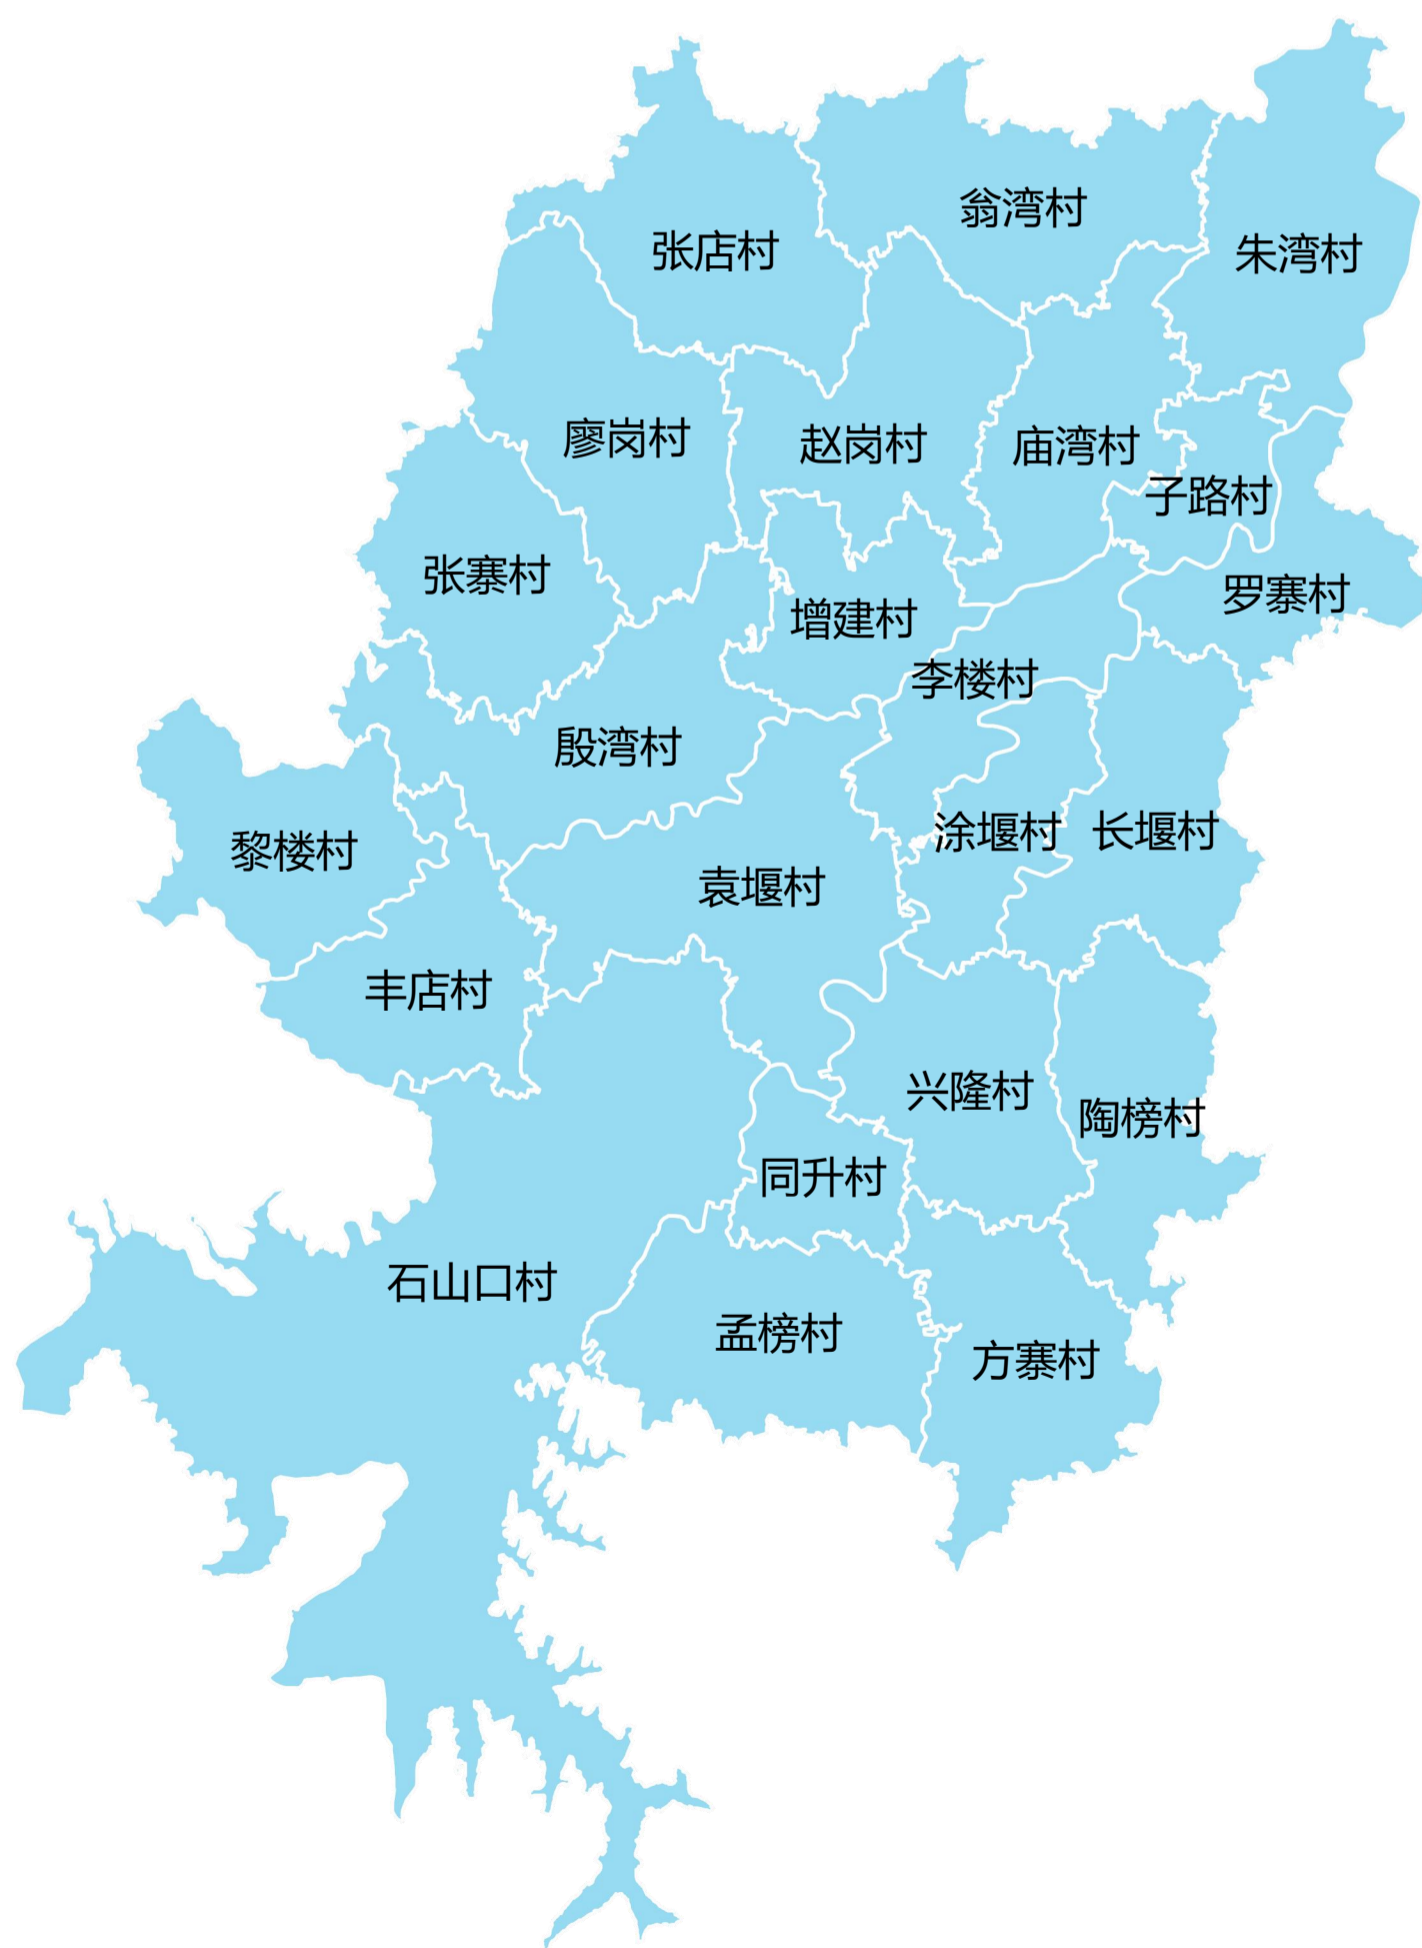 翁湾村
张店村
朱湾村
廖岗村
赵岗村
庙湾村
子路村
张寨村
罗寨村
增建村
李楼村
殷湾村
涂堰村
长堰村
黎楼村
袁堰村
丰店村
兴隆村
陶榜村
同升村
石山口村
孟榜村
方寨村